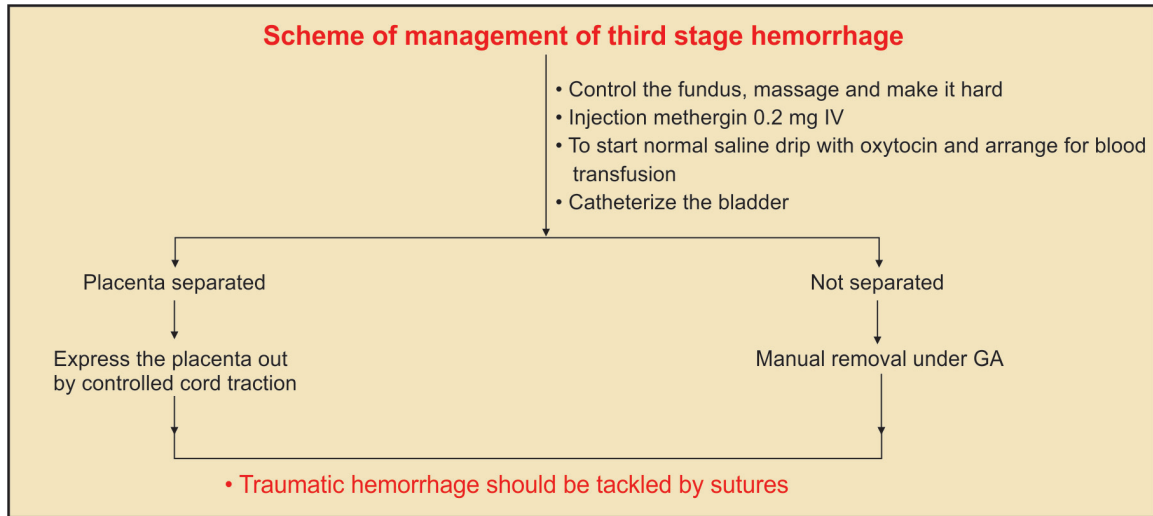 Scheme of management of third stage hemorrhage
• Control the fundus, massage and make it hard
• Injection methergin 0.2 mg IV
• To start normal saline drip with oxytocin and arrange for blood
transfusion
• Catheterize the bladder
Placenta separated
Not separated
Express the placenta out
by controlled cord traction
Manual removal under GA
• Traumatic hemorrhage should be tackled by sutures